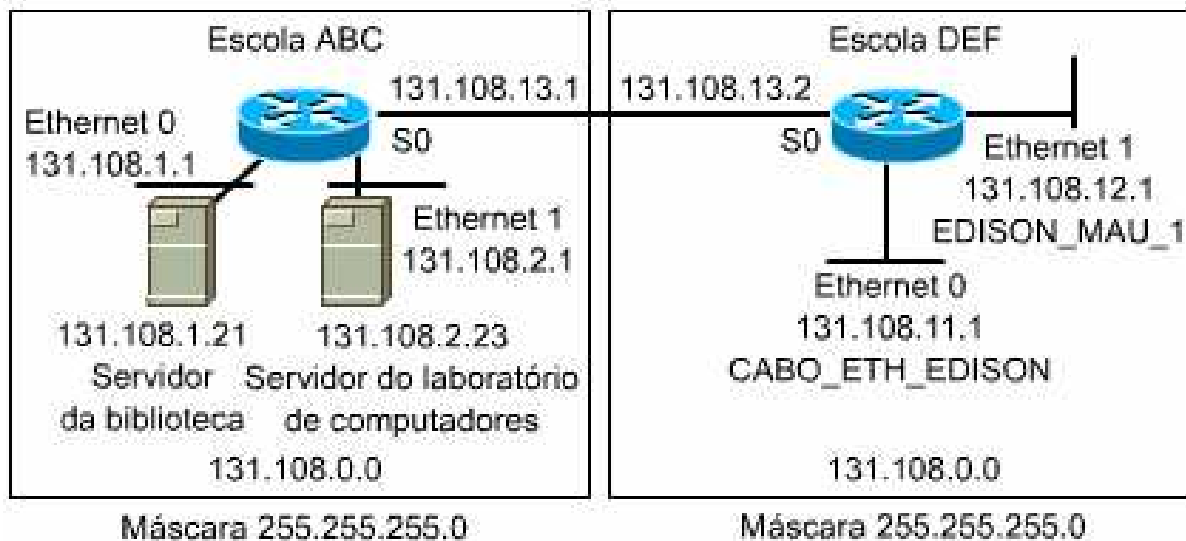 Escola ABC
131.108.13.1
Ethernet 0
131.108.1.1
S0
Ethernet 1
131.108.2.1
131.108.1.21
Servidor
da biblioteca
131.108.2.23
Servidor do laboratório
de computadores
131.108.0.0
Máscara 255.255.255.0
Escola DEF
131.108.13.2
S0
Ethernet 1
131.108.12.1
EDISON_MAU_1
Ethernet 0
131.108.11.1
CABO_ETH_EDISON
131.108.0.0
Máscara 255.255.255.0